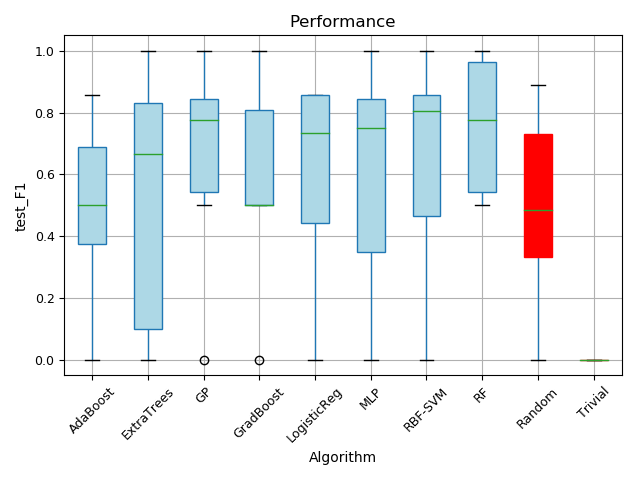 Performance
1.0
0.8
0.6
0.4
0.2
0.0
test_F1
AdaBoost
ExtraTrees
GP
GradBoost
LogisticReg
MLP
RBF-SVM
RF
Random
Trivial
Algorithm